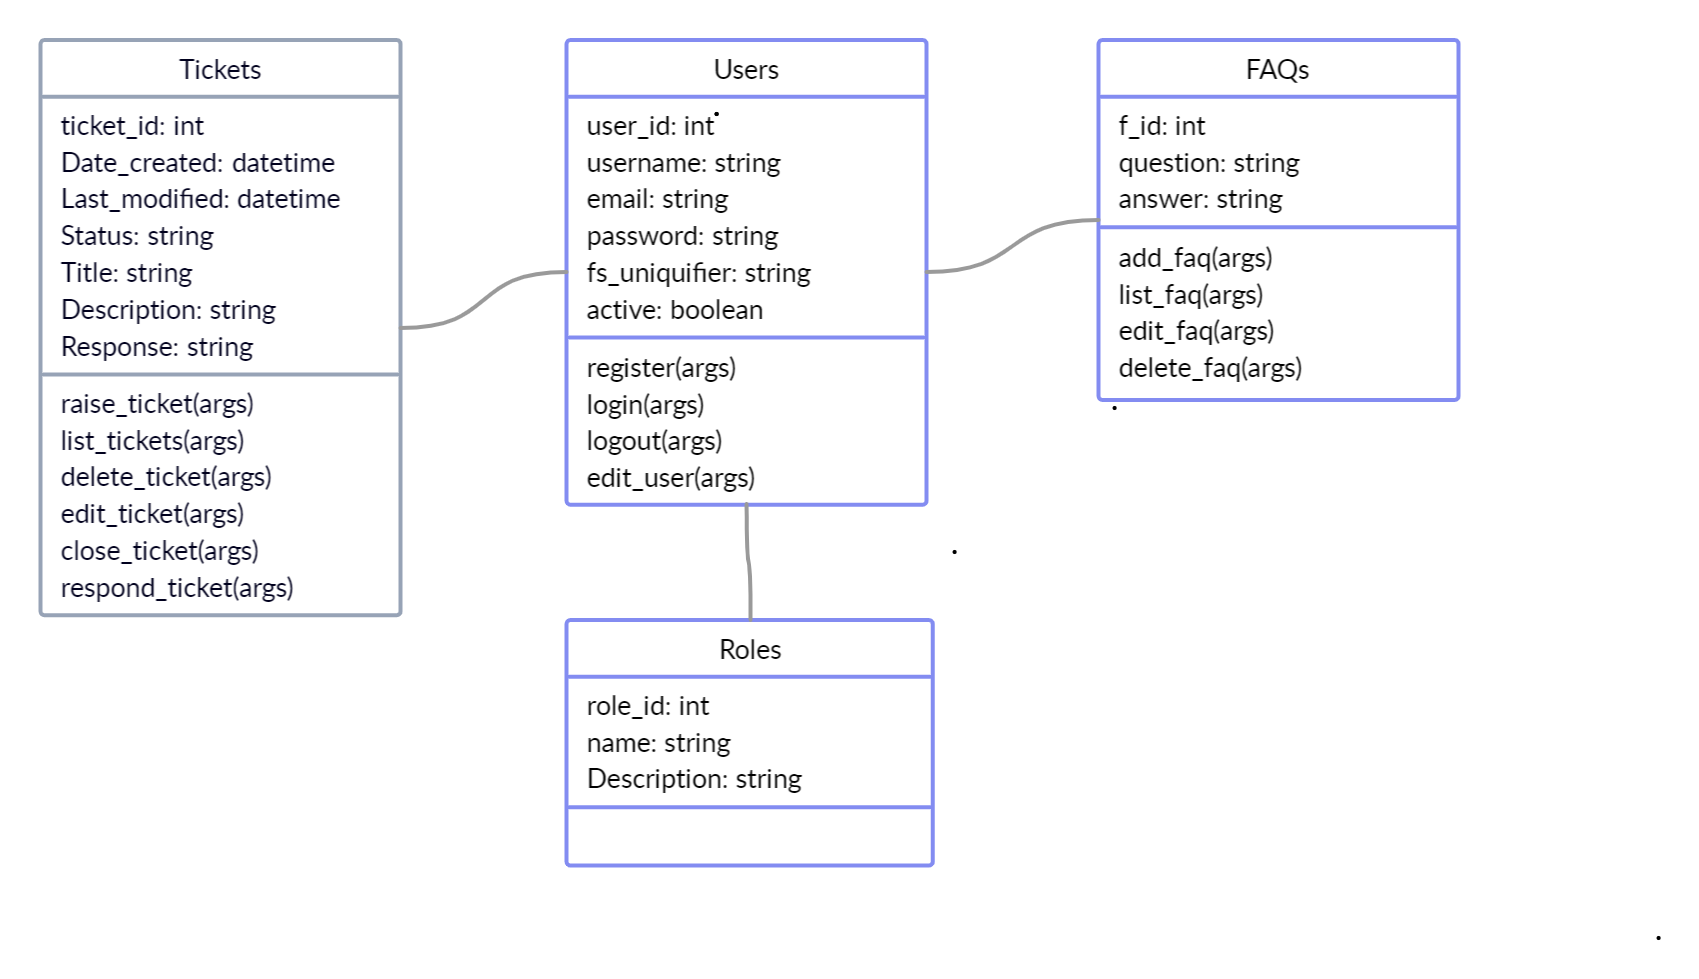 Tickets
ticket_id: int
Date_created: datetime
Last_modified: datetime
Status: string
Title: string
Description: string
Response: string
raise_ticket(args)
list_tickets(args)
delete_ticket(args)
edit_ticket(args)
close_ticket(args)
respond_ticket(args)
Users
user_id: int
username: string
email: string
password: string
fs_uniquifier: string
active: boolean
register(args)
login(args)
logout(args)
edit_user(args)
FAQs
f_id: int
question: string
answer: string
add_faq(args)
list_faq(args)
edit_faq(args)
delete_faq(args)
Roles
role_id: int
name: string
Description: string